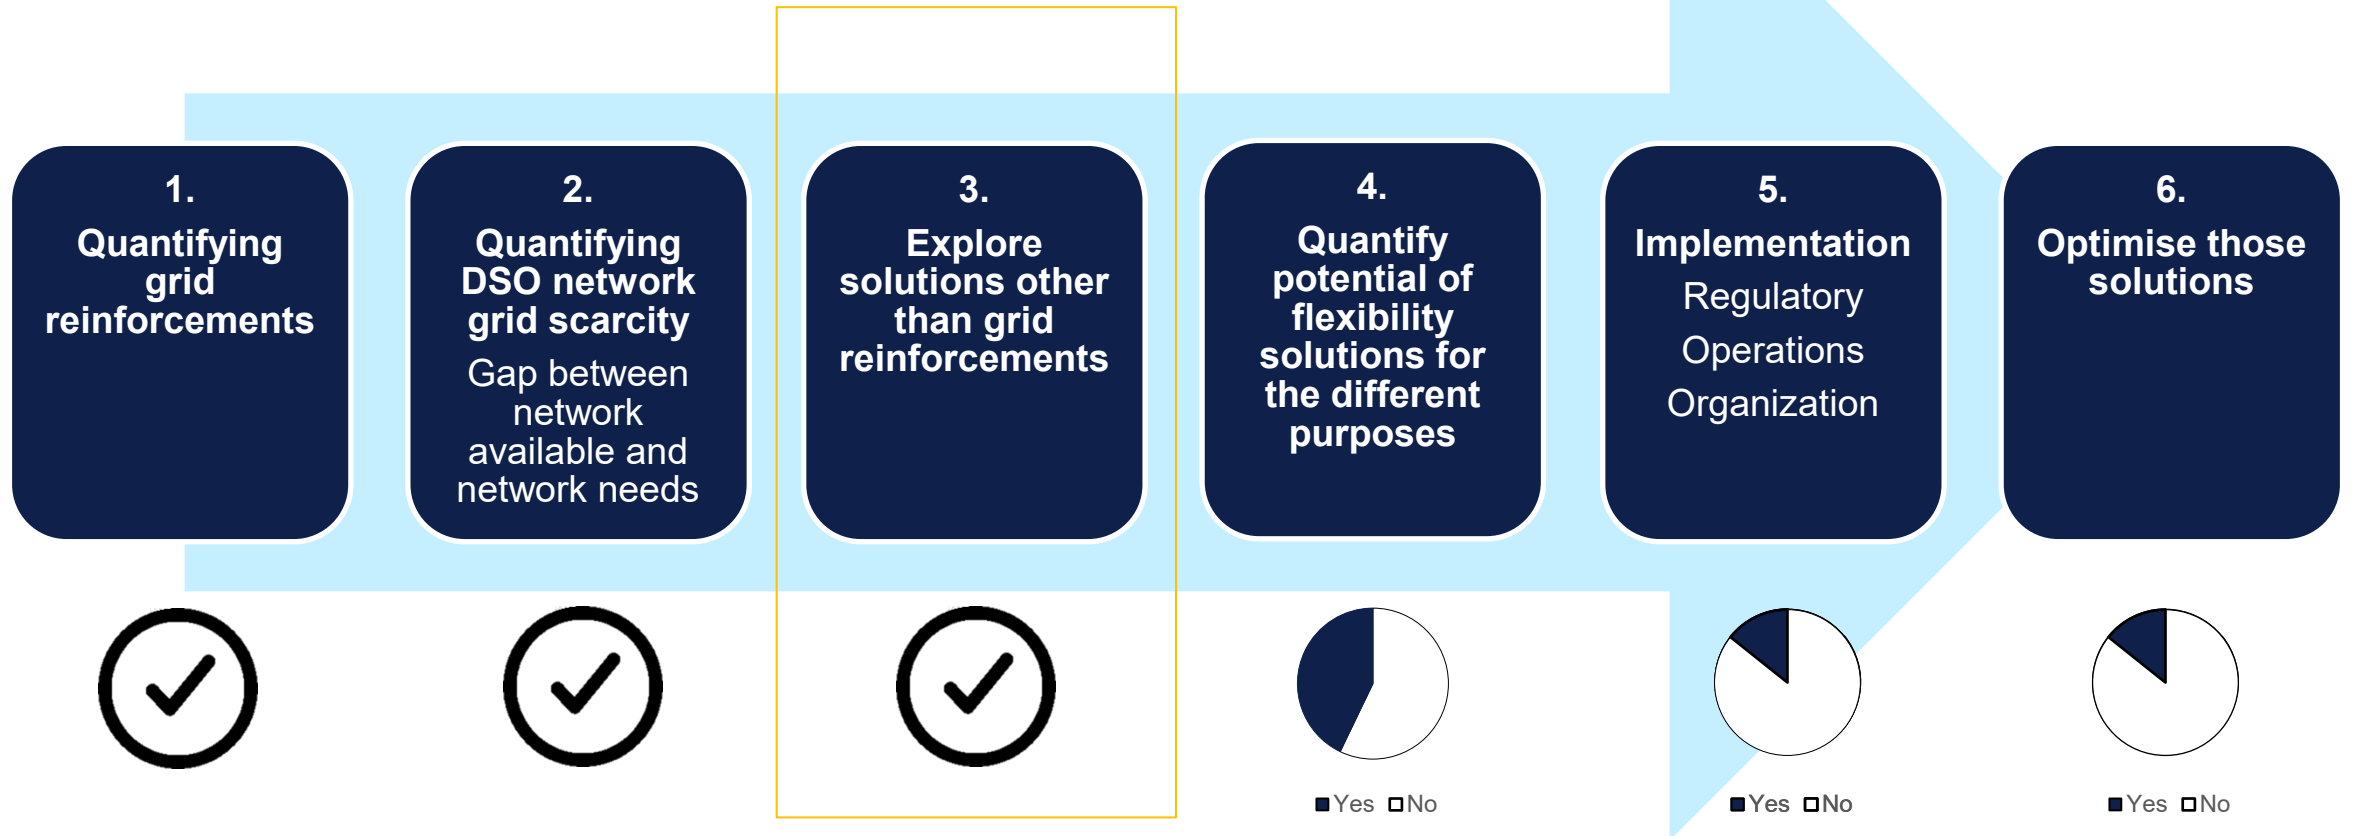 1.
Quantifying
grid
reinforcements
2.
Quantifying
DSO network
grid scarcity
Gap between
network
available and
network needs
3.
Explore
solutions other
than grid
reinforcements
4.
Quantify
potential of
flexibility
solutions for
the different
purposes
5.
Implementation
Regulatory
Operations
Organization
6.
Optimise those
solutions
Yes No
Yes No
Yes No